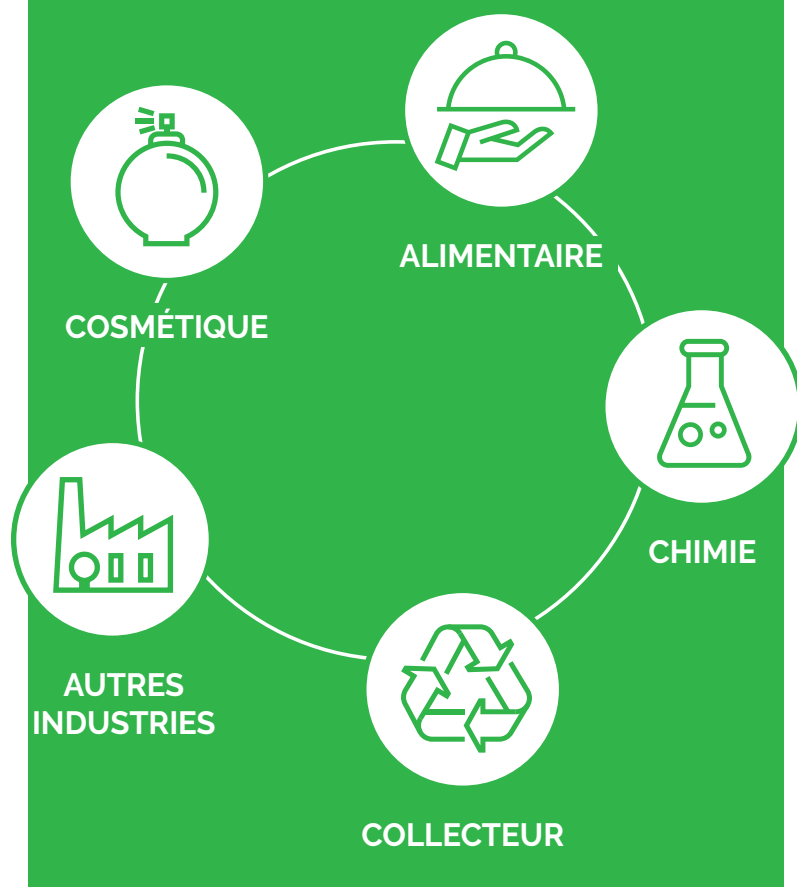 ALIMENTAIRE
COSMÉTIQUE
CHIMIE
AUTRES
INDUSTRIES
COLLECTEUR